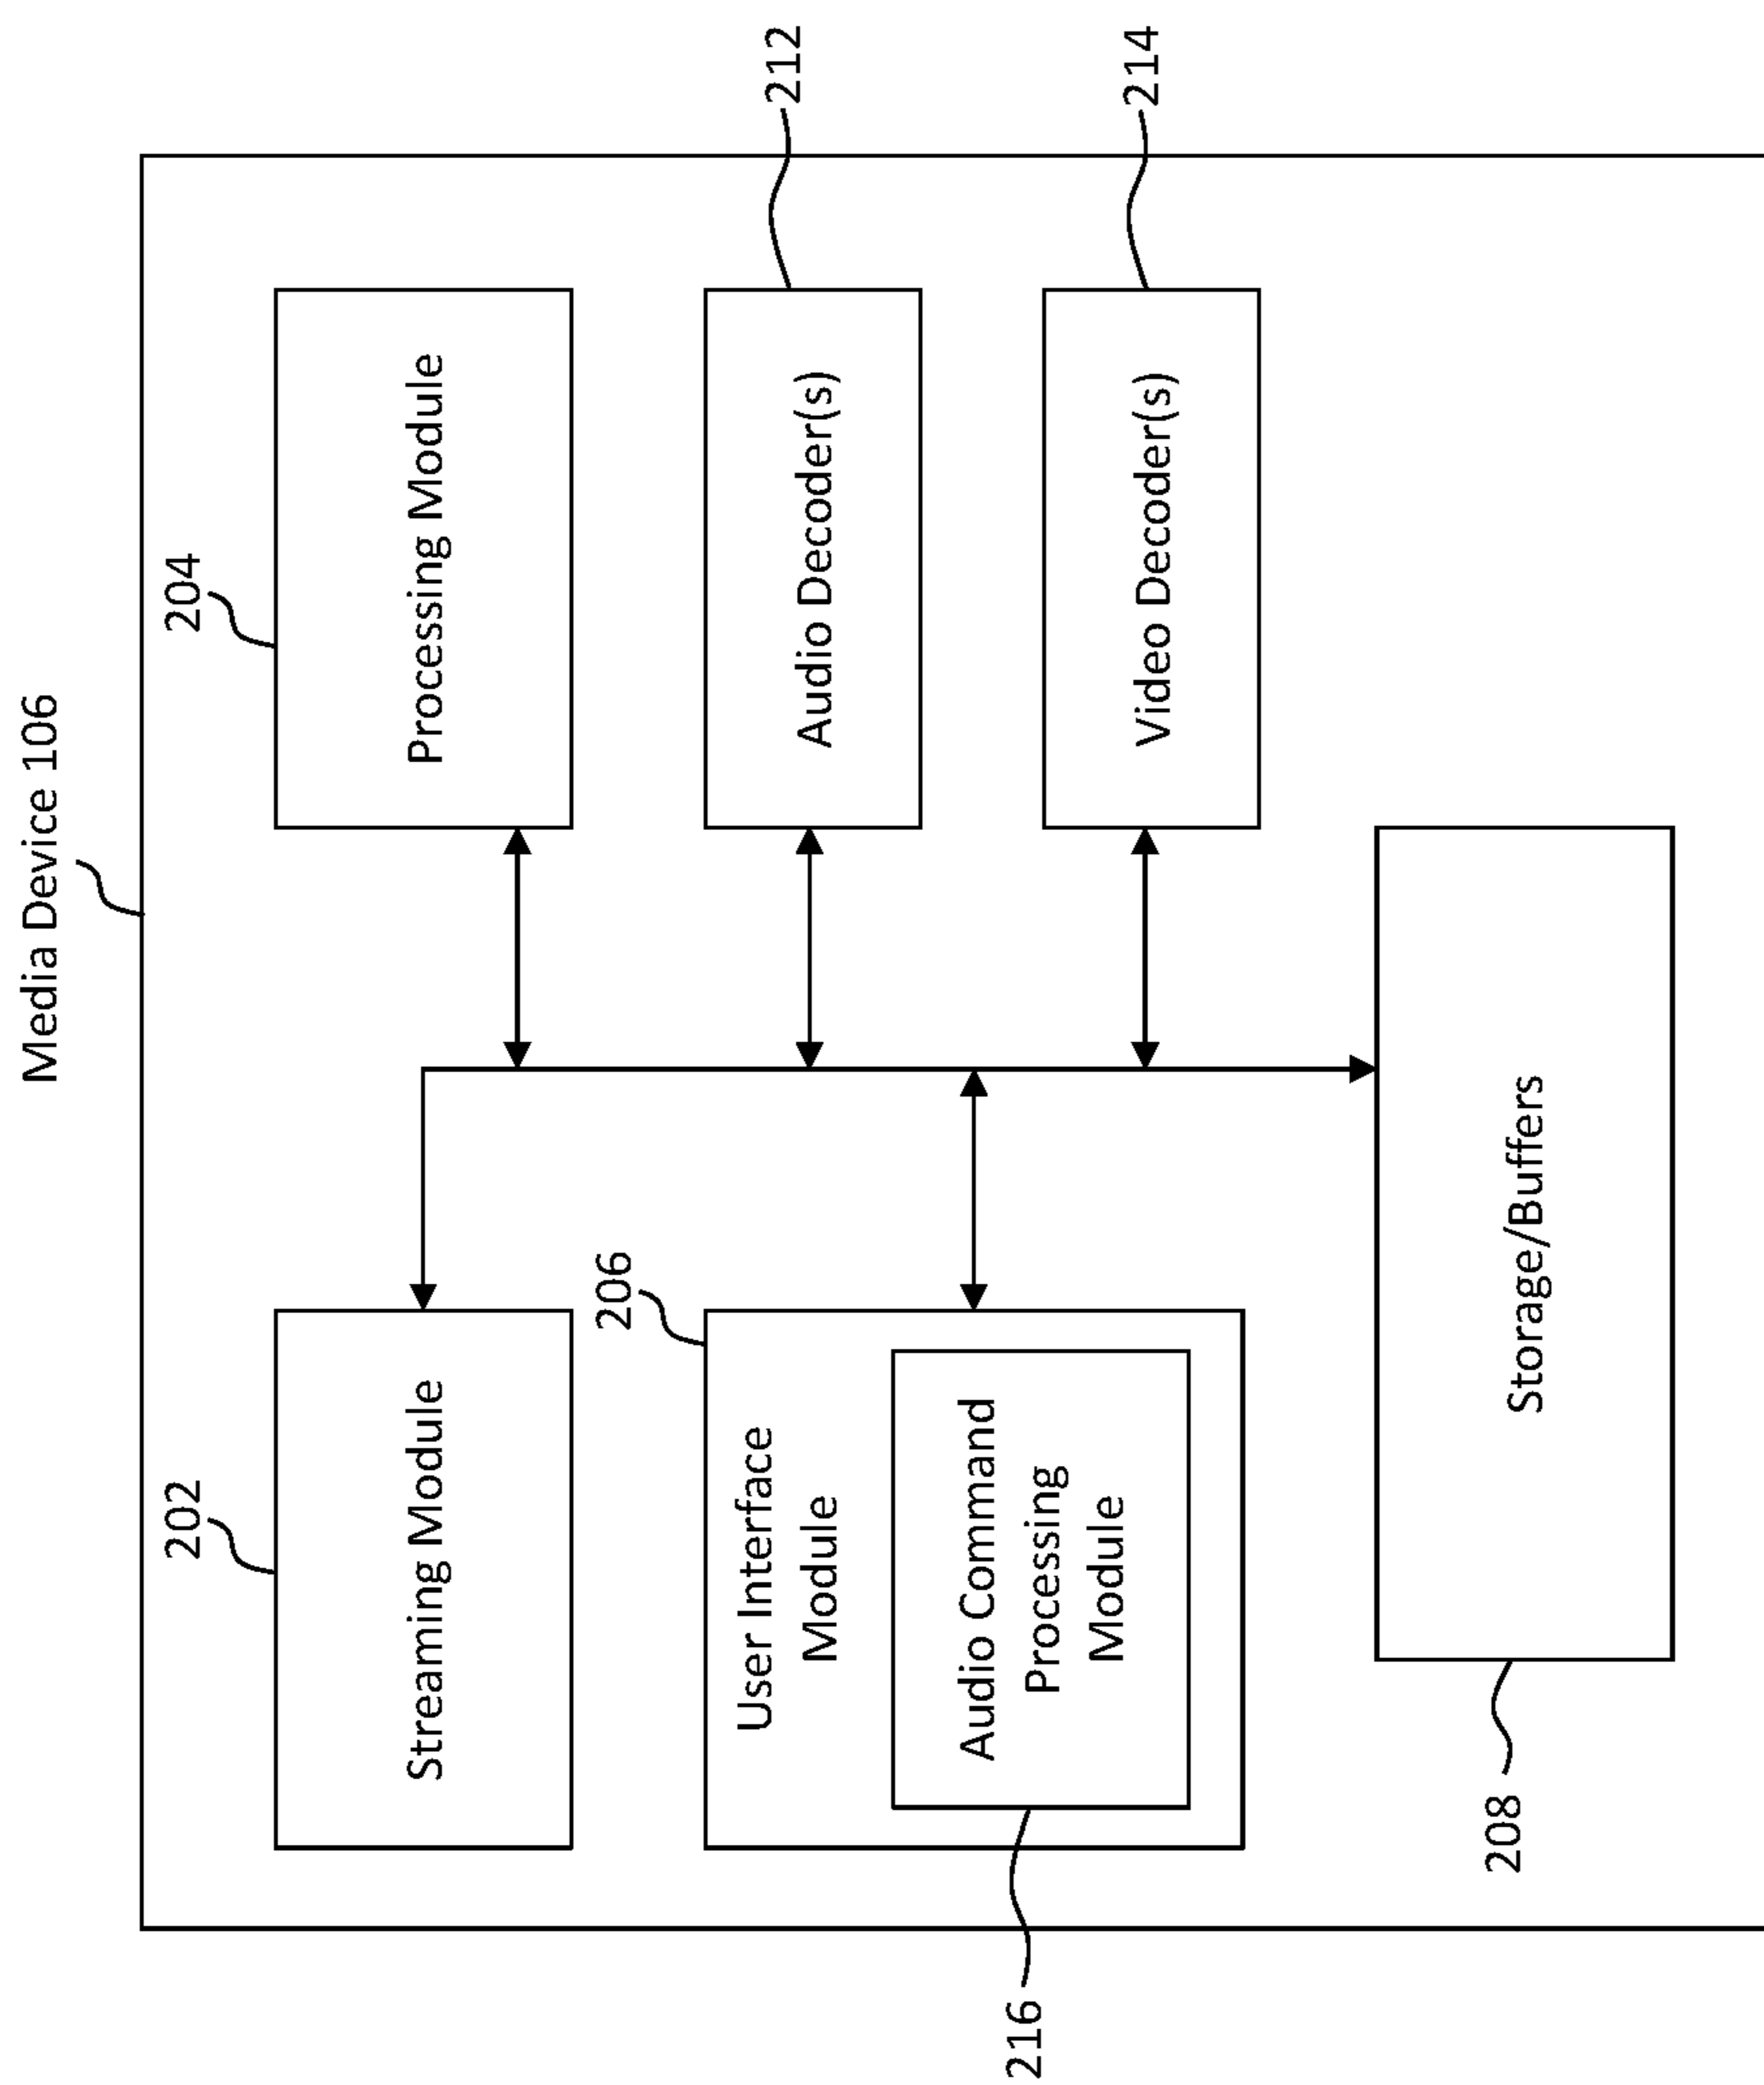 Media Device 106
202
204
Streaming Module
Processing Module
206
212
User Interface
Module
Audio Decoder(s)
Audio Command
Processing
Module
216
214
Video Decoder(s)
Storage/Buffers
208